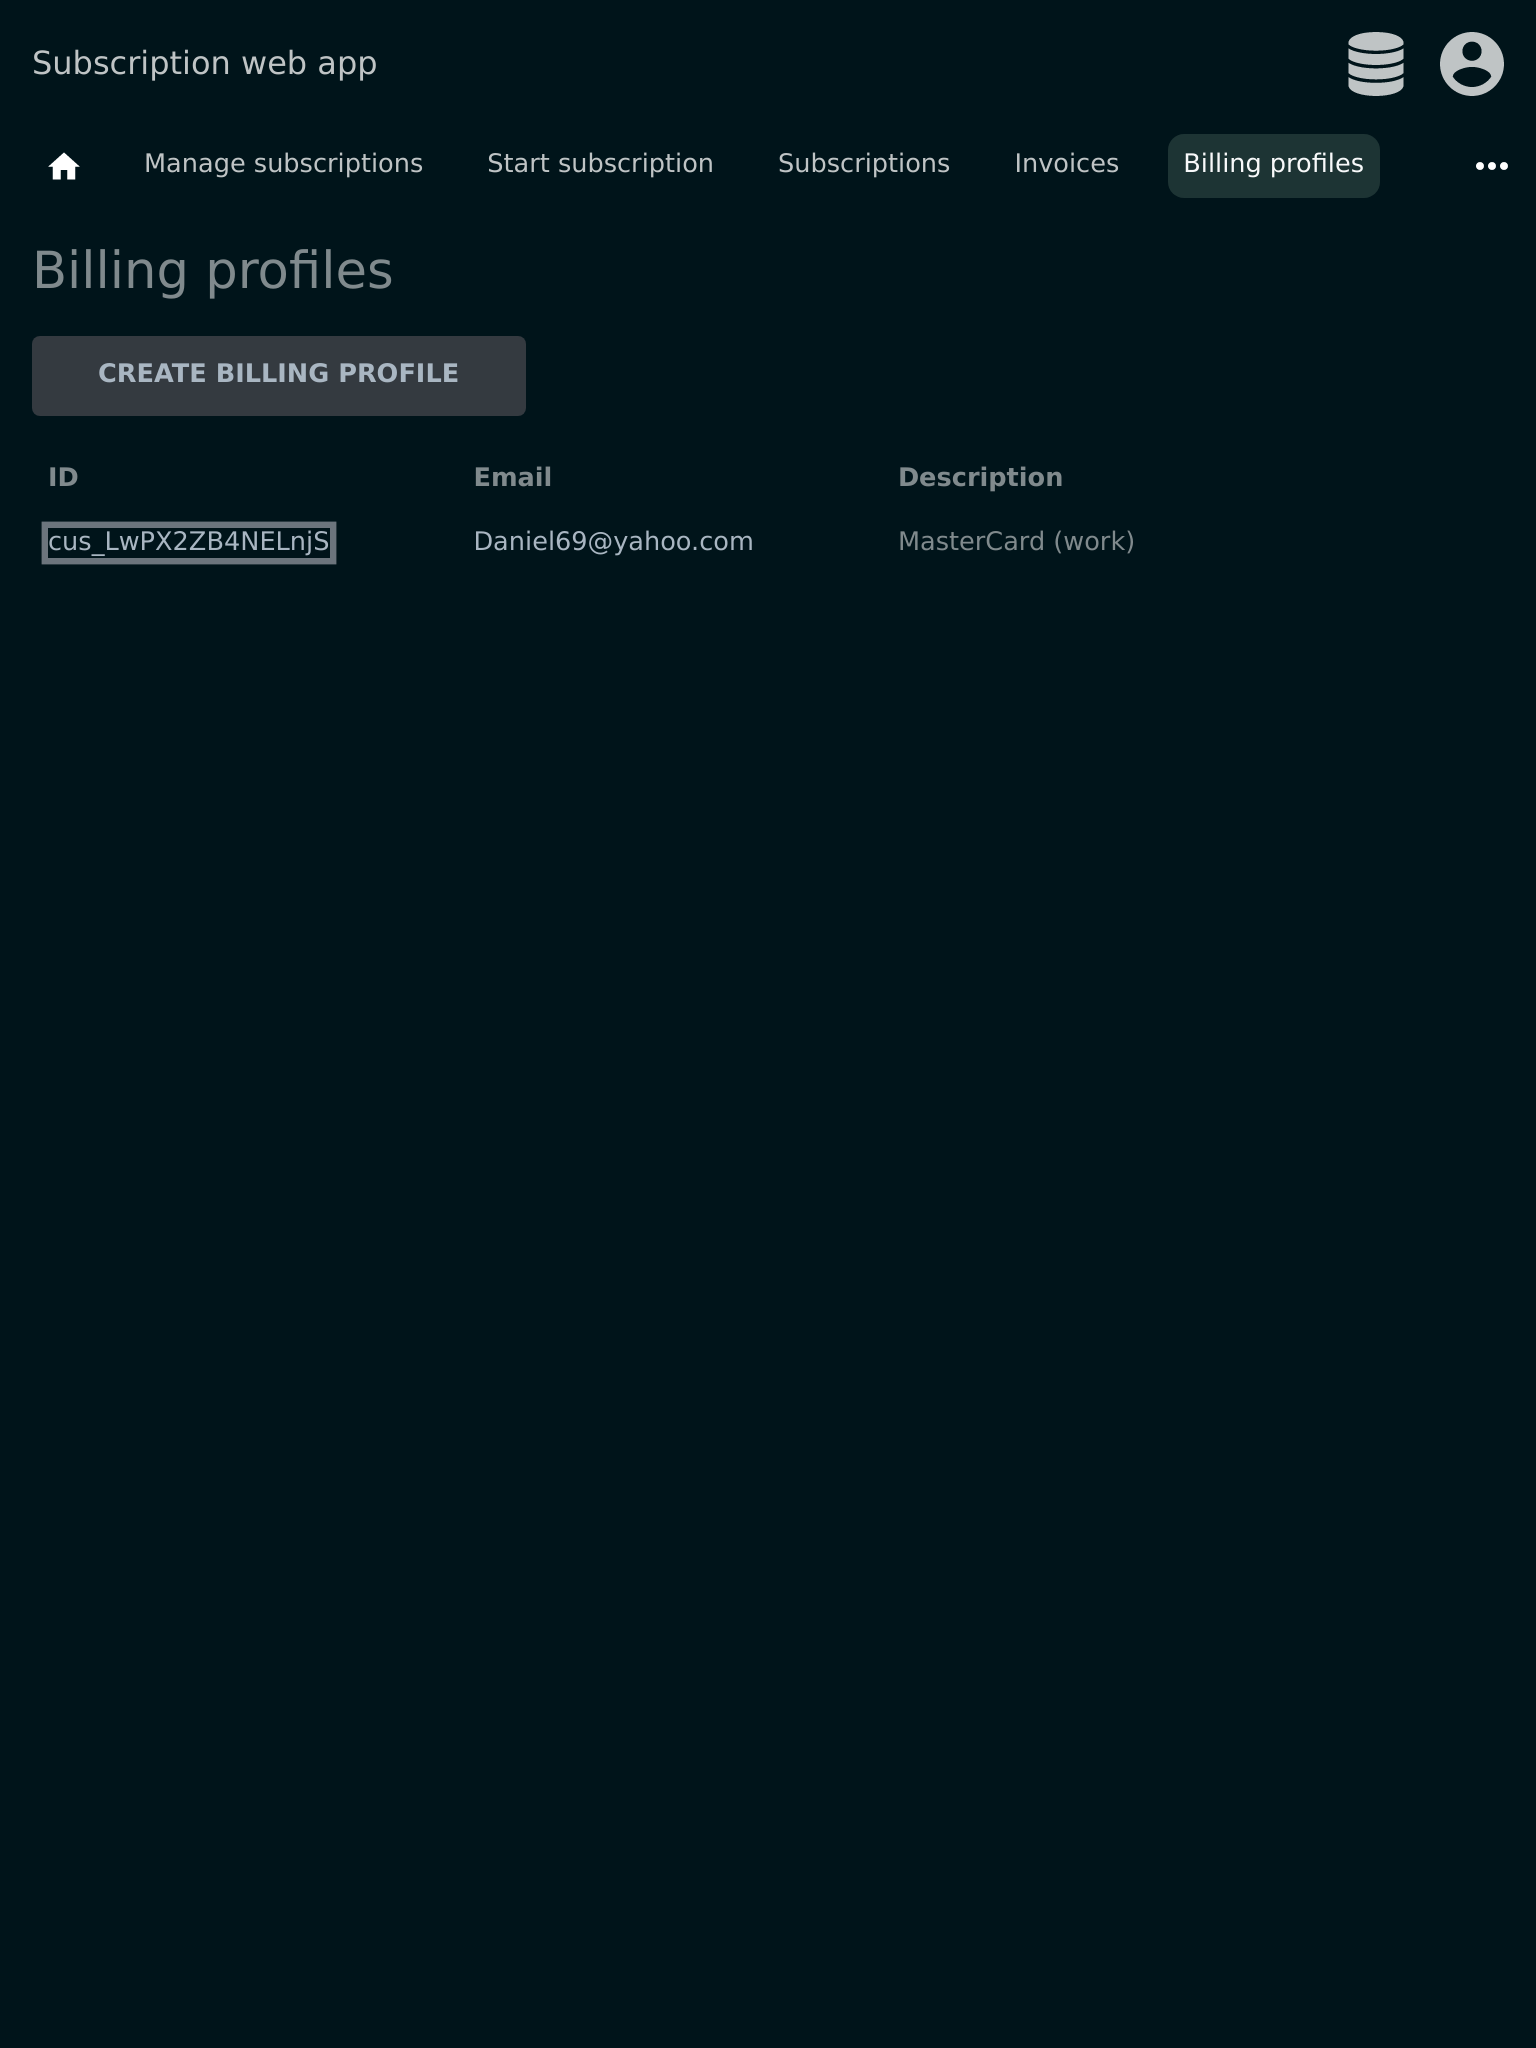 Subscription web app
Manage subscriptions Start subscription Subscriptions Invoices Billing profiles
Billing profiles
CREATE BILLING PROFILE
ID Email Description
cus_LwPX2ZB4NELnjS Daniel69@yahoo.com MasterCard (work)